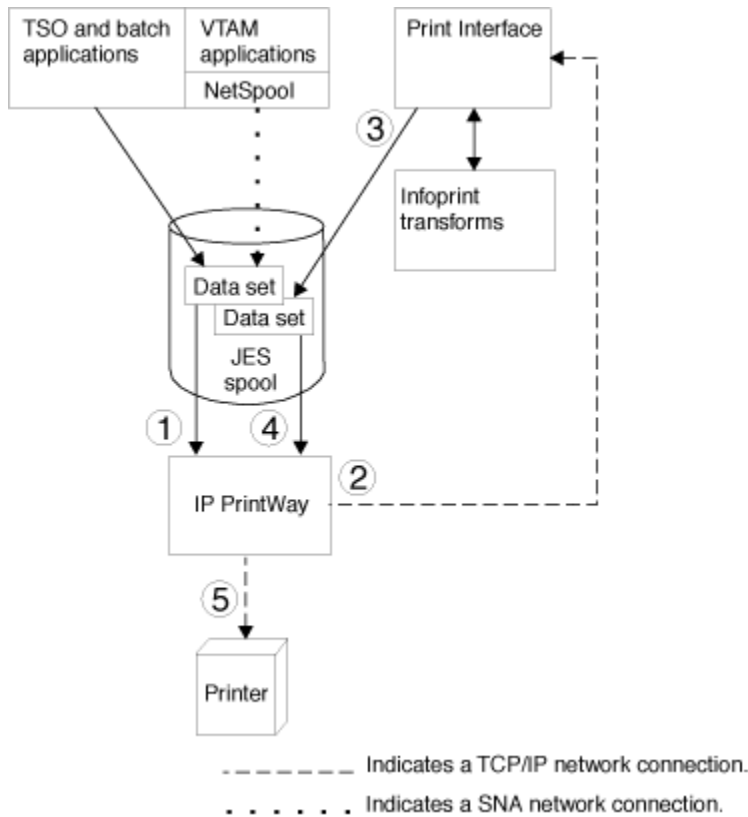 TSO and batch
applications
VTAM
applications
NetSpool
Print Interface
3
Infoprint
transforms
Data set
Data set
JES
spool
1
4
2
IP PrintWay
5
Printer
Indicates a TCP/IP network connection.
Indicates a SNA network connection.